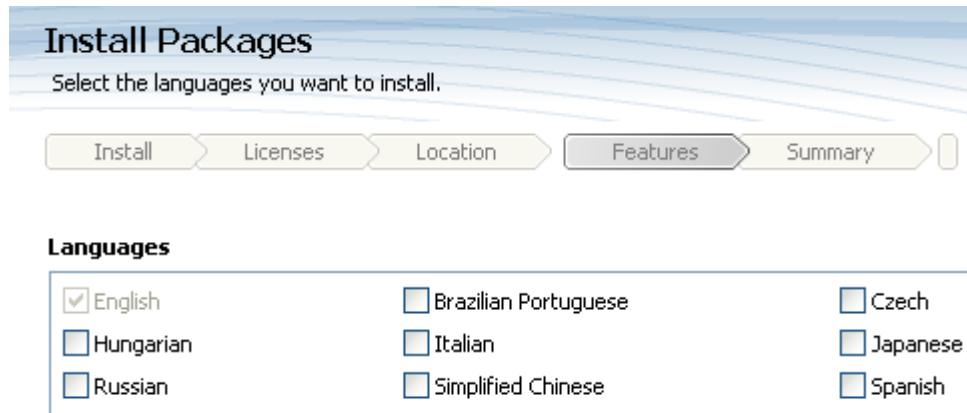 Install Packages
Select the languages you want to install.
Install Licenses Location Features Summary
Languages
English Brazilian Portuguese Czech
Hungarian Italian Japanese
Russian Simplified Chinese Spanish